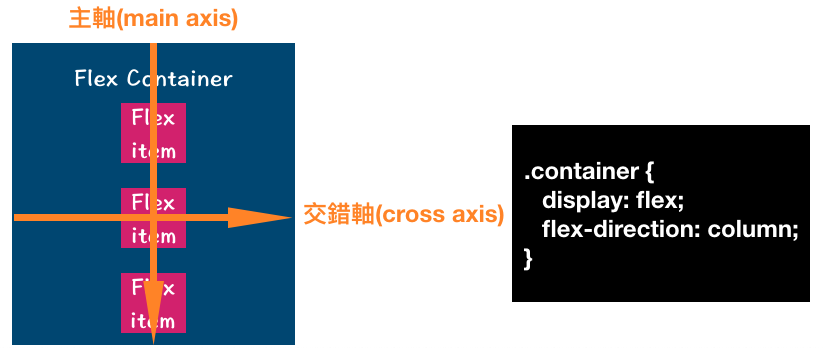 主軸(main axis)
Flex Container
Flex
item
Flex
item
交錯軸(cross axis)
Flex
item
.container {
display: flex;
flex-direction: column;
}